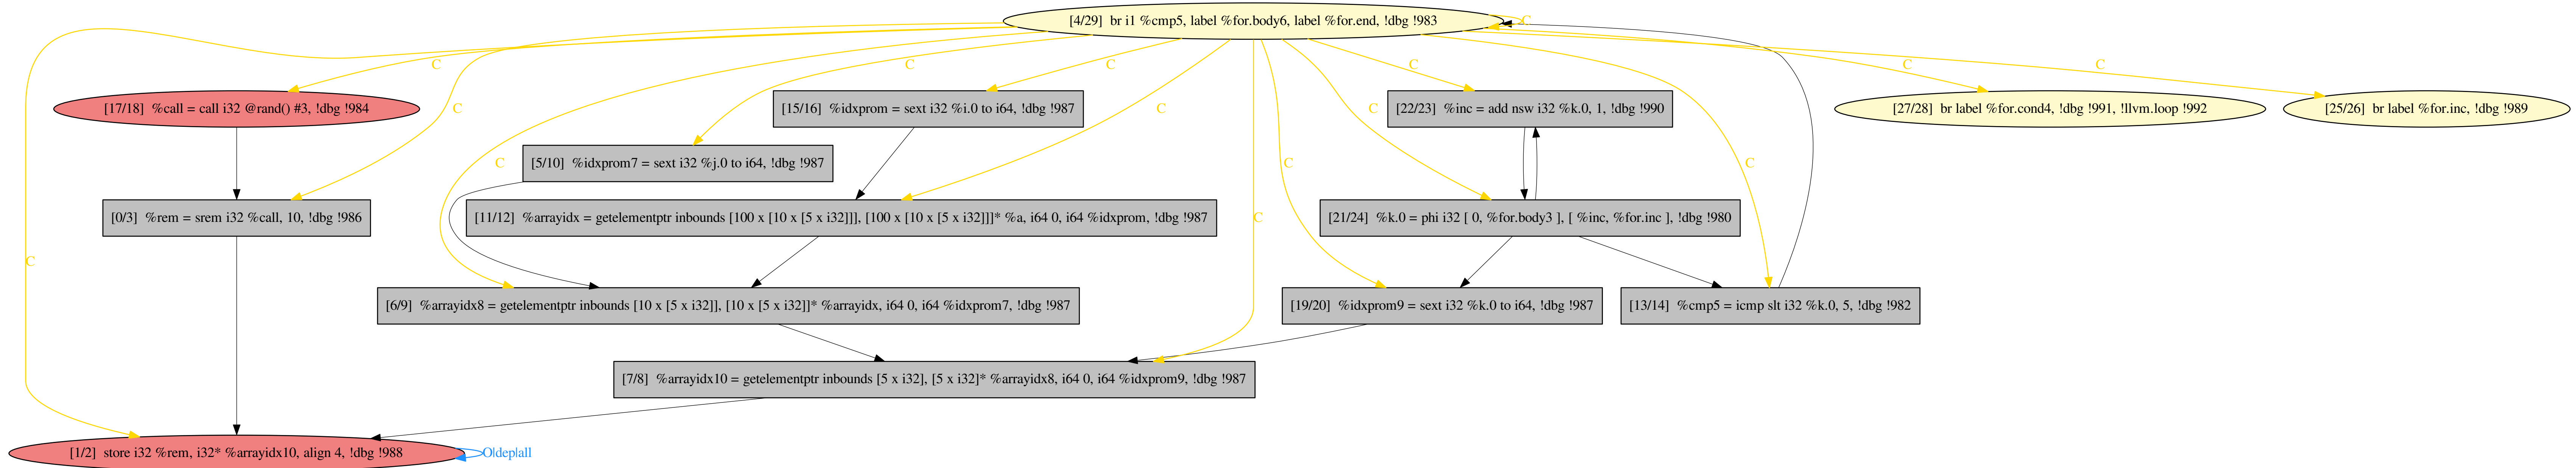 [4/29]  br i1 %cmp5, label %for.body6, label %for.end, !dbg !983
C
C
C
C
C
C
C
[17/18]  %call = call i32 @rand() #3, !dbg !984
C
[15/16]  %idxprom = sext i32 %i.0 to i64, !dbg !987
C
C
[22/23]  %inc = add nsw i32 %k.0, 1, !dbg !990
[27/28]  br label %for.cond4, !dbg !991, !llvm.loop !992
[25/26]  br label %for.inc, !dbg !989
C
[5/10]  %idxprom7 = sext i32 %j.0 to i64, !dbg !987
C
C
[0/3]  %rem = srem i32 %call, 10, !dbg !986
[11/12]  %arrayidx = getelementptr inbounds [100 x [10 x [5 x i32]]], [100 x [10 x [5 x i32]]]* %a, i64 0, i64 %idxprom, !dbg !987
C
[21/24]  %k.0 = phi i32 [ 0, %for.body3 ], [ %inc, %for.inc ], !dbg !980
C
[6/9]  %arrayidx8 = getelementptr inbounds [10 x [5 x i32]], [10 x [5 x i32]]* %arrayidx, i64 0, i64 %idxprom7, !dbg !987
[19/20]  %idxprom9 = sext i32 %k.0 to i64, !dbg !987
[13/14]  %cmp5 = icmp slt i32 %k.0, 5, !dbg !982
[7/8]  %arrayidx10 = getelementptr inbounds [5 x i32], [5 x i32]* %arrayidx8, i64 0, i64 %idxprom9, !dbg !987
[1/2]  store i32 %rem, i32* %arrayidx10, align 4, !dbg !988
O|dep|all